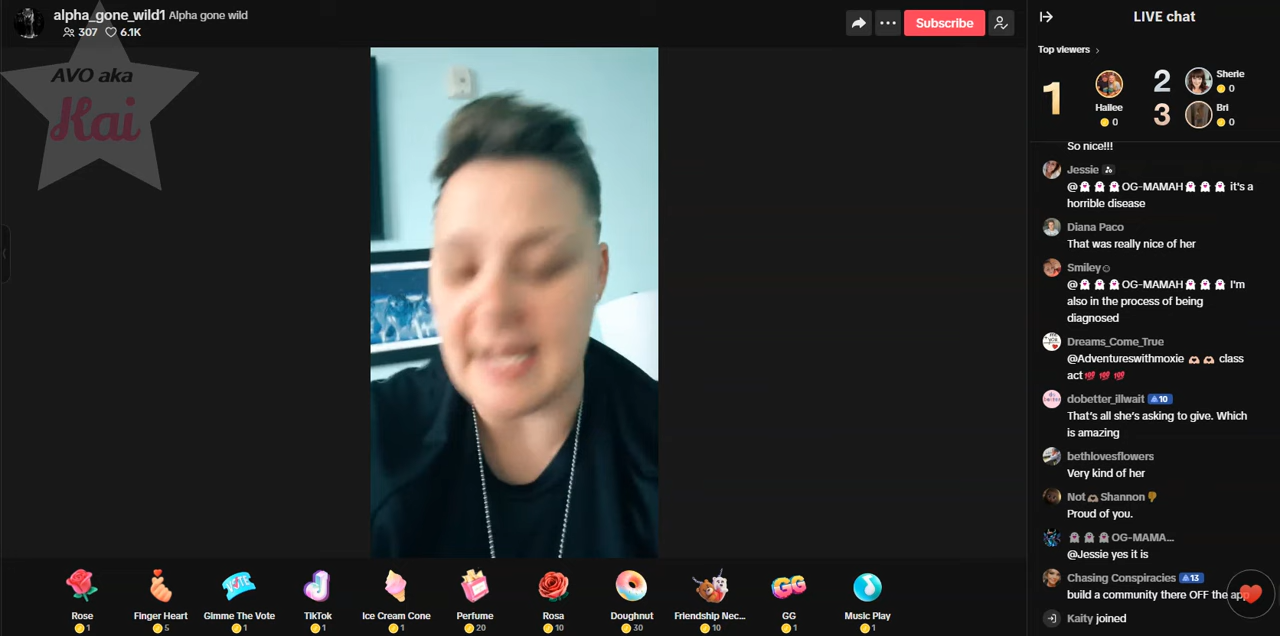 alpha_gone_wild1 Alpha gone wild
307 6.1K
Subscribe
AVO aka
Kai
LIVE chat
Top viewers
1
Hailee
0
2
Sherie
0
3
Bri
0
So nice!!!
Jessie
@👻👻👻OG-MAMAH👻👻👻 it's a
horrible disease
Diana Paco
That was really nice of her
Smiley☺
@👻👻👻OG-MAMAH👻👻👻 I'm
also in the process of being
diagnosed
Dreams_Come_True
@Adventureswithmoxie 🫶🏼🫶🏼 class
act💯💯💯
dobetter_illwait 10
That's all she's asking to give. Which
is amazing
bethlovesflowers
Very kind of her
Not🫶🏽Shannon
Proud of you.
👻👻👻OG-MAMA...
@Jessie yes it is
Chasing Conspiracies 13
build a community there OFF the app
Kaity joined
VOTE
GG
Rose
1
Finger Heart
5
Gimme The Vote
1
TikTok
1
Ice Cream Cone
1
Perfume
20
Rosa
10
Doughnut
30
Friendship Nec...
10
GG
1
Music Play
1